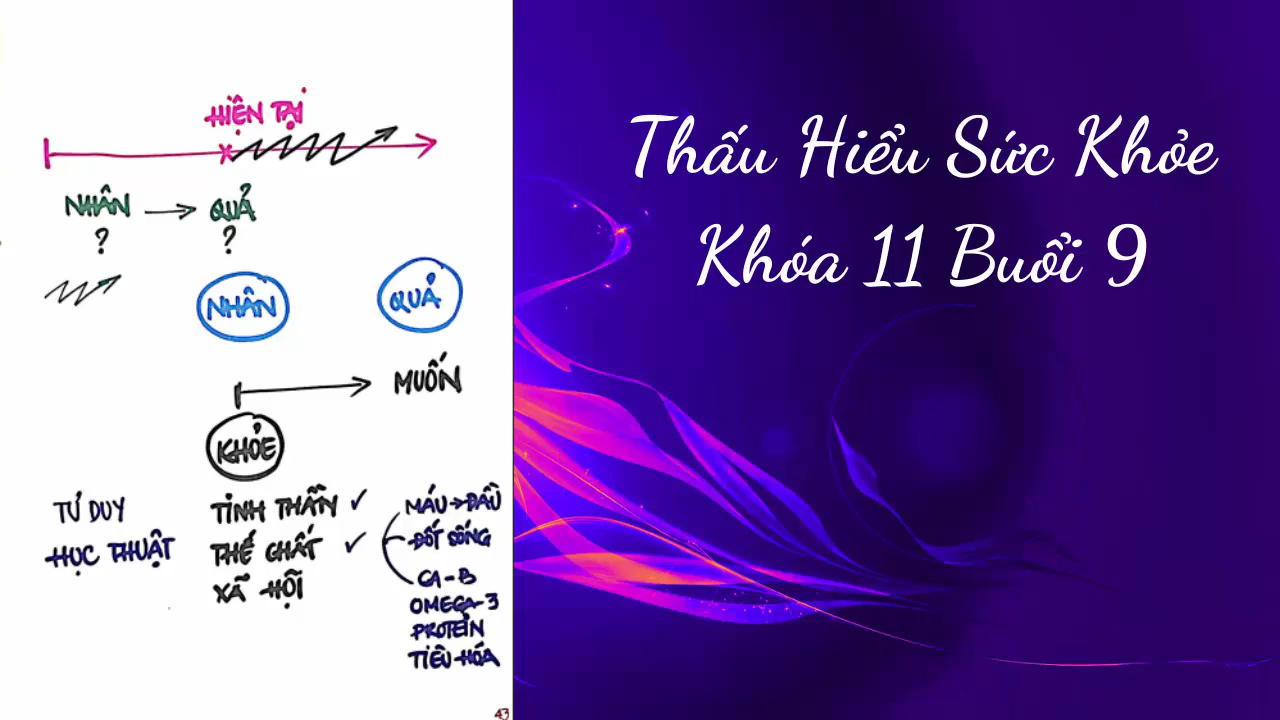 HIỆN TẠI
x
NHÂN → QUẢ
? ?
NHÂN QUẢ
MUỐN
KHỎE
TƯ DUY
HỌC THUẬT
TINH THẦN ✓
THỂ CHẤT ✓
XÃ HỘI
MÁU → ĐẦU
ĐỐT SỐNG
CA-B
OMEGA-3
PROTEIN
TIÊU HÓA
43
Thấu Hiểu Sức Khỏe
Khóa 11 Buổi 9